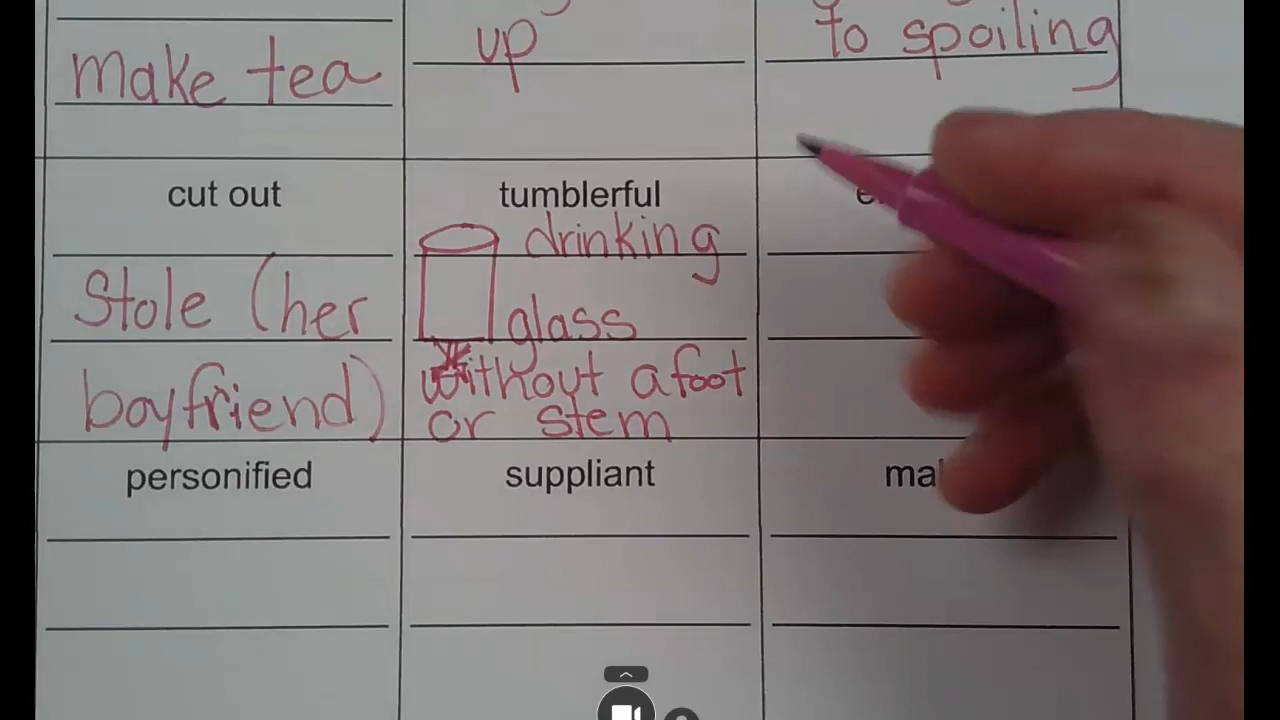 make tea
up
to spoiling
cut out
tumblerful
Stole (her
boyfriend)
drinking
glass
without a foot
or stem
personified
suppliant